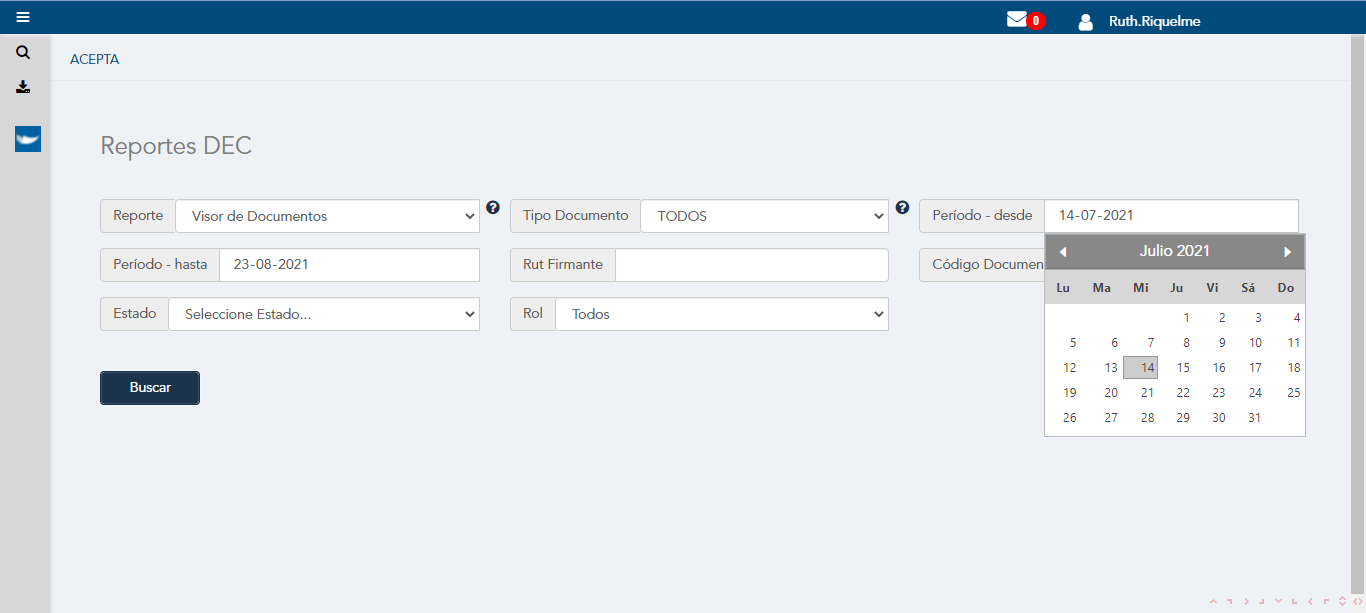 0 Ruth.Riquelme
ACEPTA
Reportes DEC
Reporte Visor de Documentos Tipo Documento TODOS Período - desde 14-07-2021
Período - hasta 23-08-2021 Rut Firmante Código Documen
Estado Seleccione Estado... Rol Todos
Buscar
Julio 2021
Lu Ma Mi Ju Vi Sá Do
1 2 3 4
5 6 7 8 9 10 11
12 13 14 15 16 17 18
19 20 21 22 23 24 25
26 27 28 29 30 31